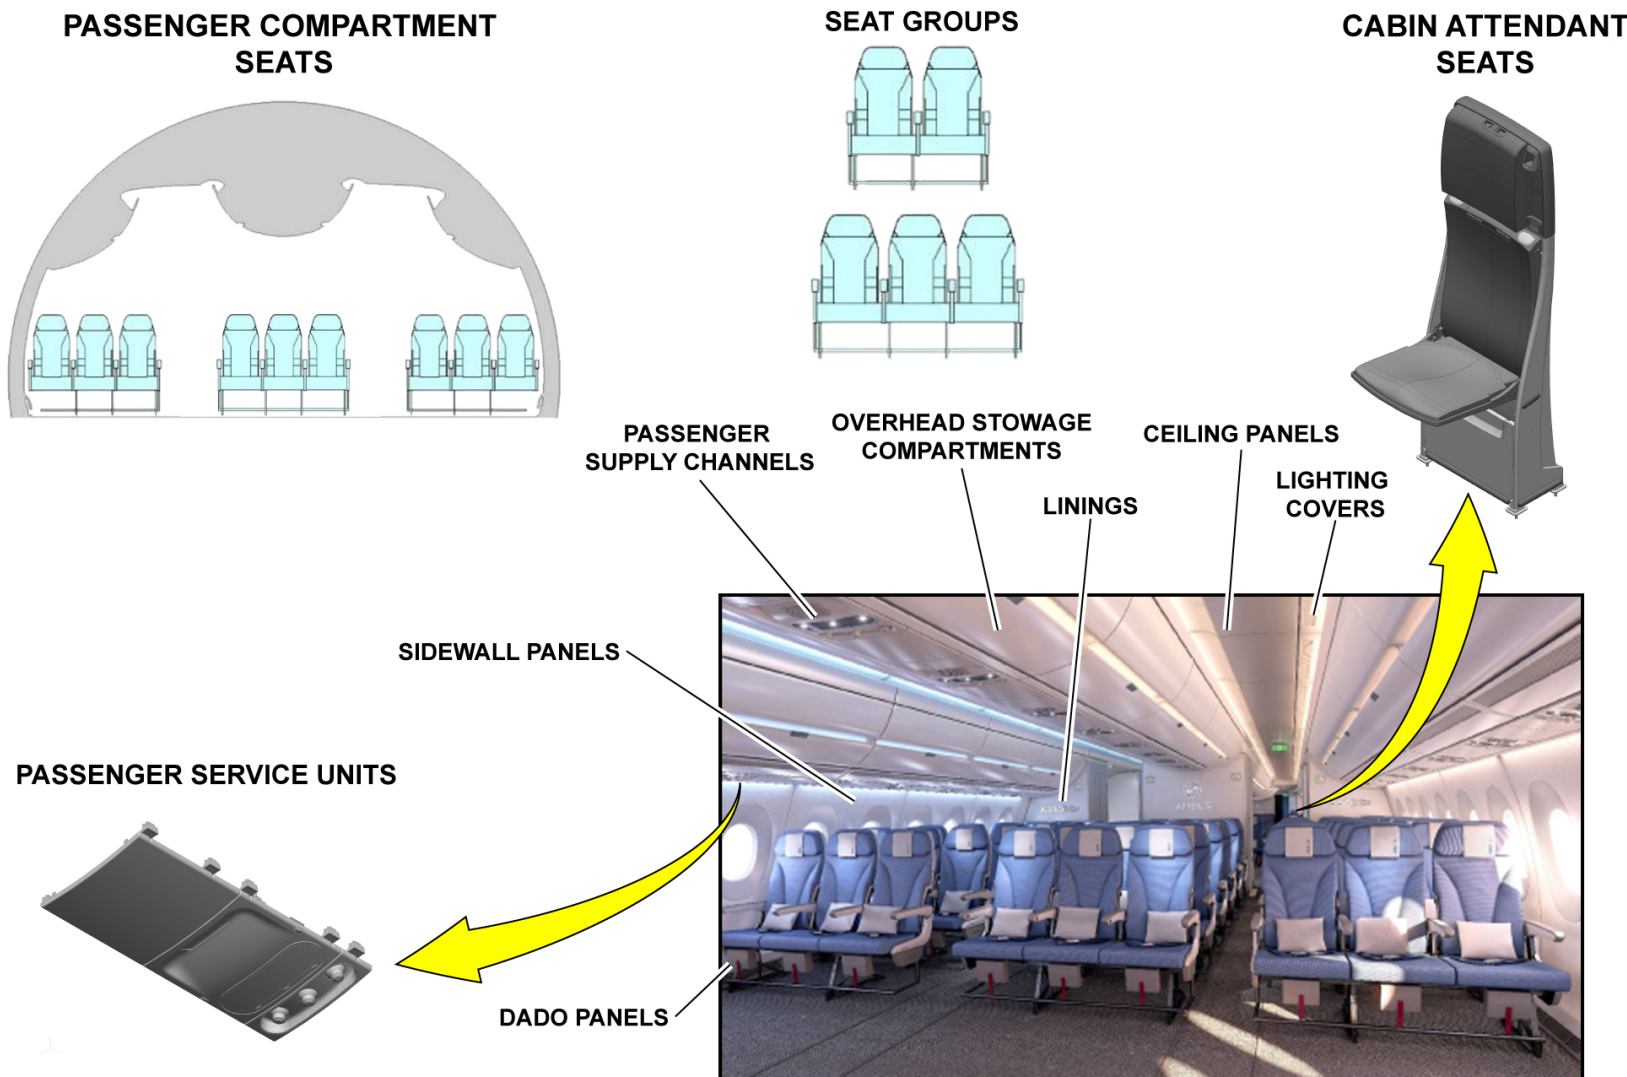 PASSENGER COMPARTMENT
SEATS
SEAT GROUPS
CABIN ATTENDANT
SEATS
PASSENGER
SUPPLY CHANNELS
OVERHEAD STOWAGE
COMPARTMENTS
CEILING PANELS
LININGS
LIGHTING
COVERS
SIDEWALL PANELS
PASSENGER SERVICE UNITS
AIRBUS
DADO PANELS